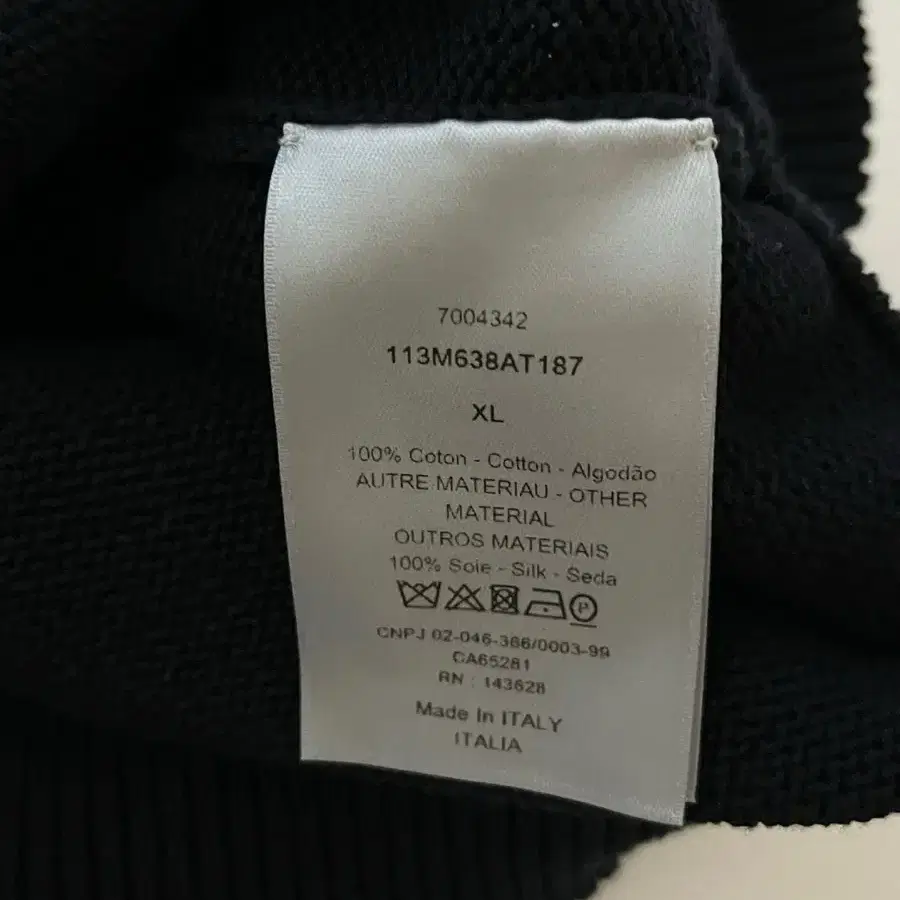 7004342
113M638AT187
XL
100% Coton - Cotton - Algodão
AUTRE MATERIAU - OTHER
MATERIAL
OUTROS MATERIAIS
100% Soie - Silk - Seda
P
CNPJ 02-046-366/0003-99
CA65281
RN : 143628
Made In ITALY
ITALIA